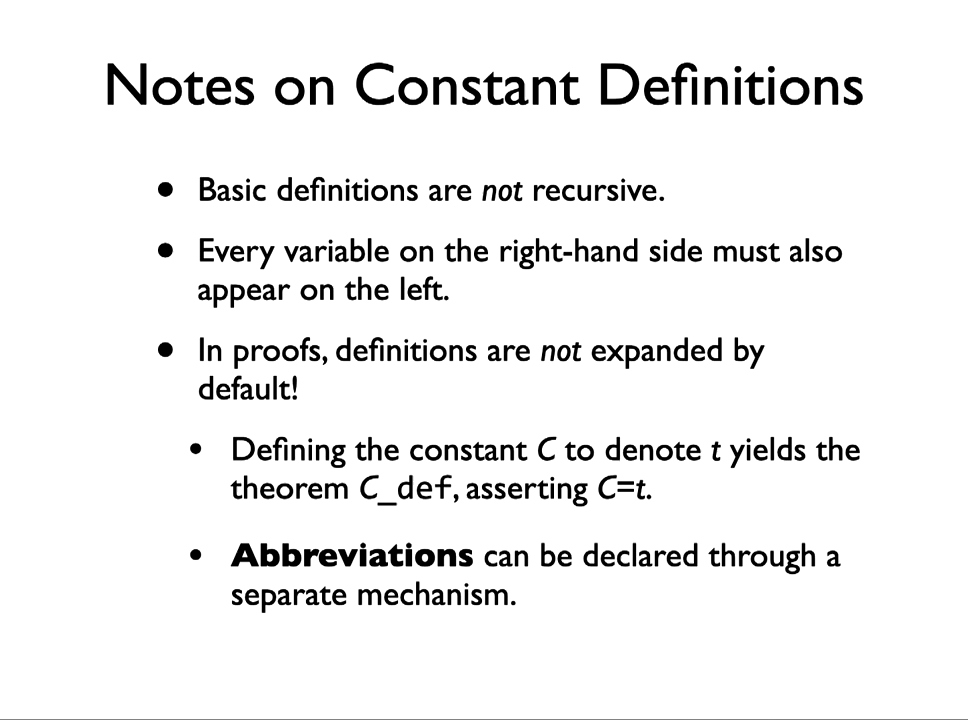 Notes on Constant Definitions
• Basic definitions are not recursive.
• Every variable on the right-hand side must also
appear on the left.
• In proofs, definitions are not expanded by
default!
• Defining the constant C to denote t yields the
theorem C_def, asserting C=t.
• Abbreviations can be declared through a
separate mechanism.